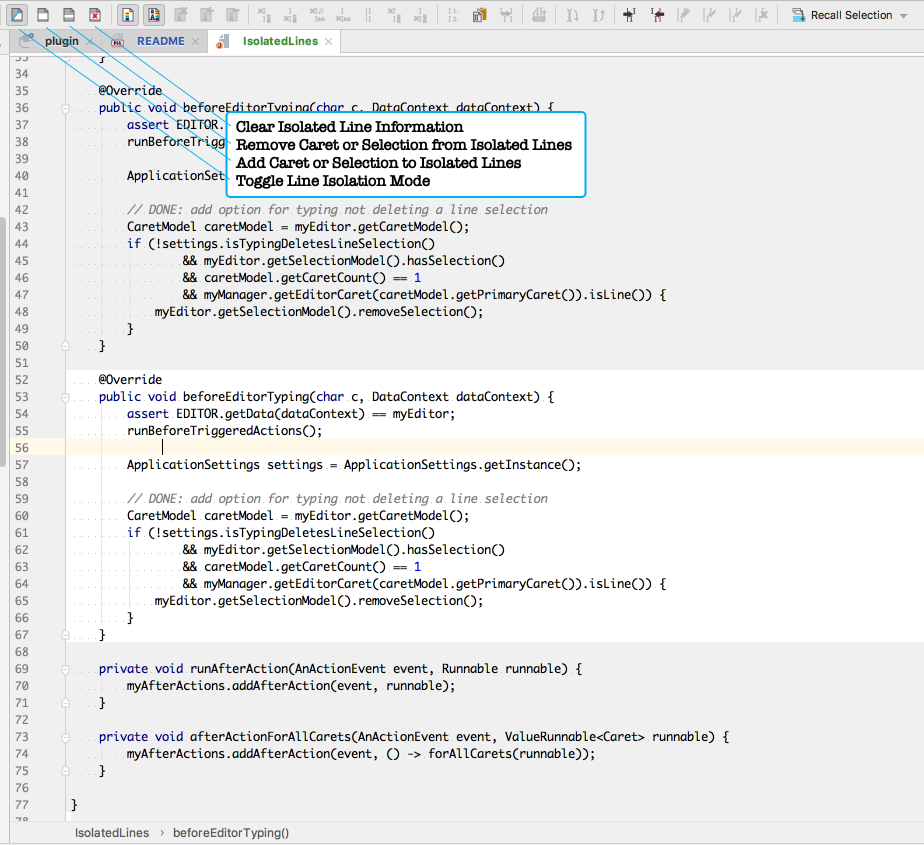 Recall Selection
plugin
README
IsolatedLines
33 }
34
35 @Override
36 public void beforeEditorTyping(char c, DataContext dataContext) {
37 assert EDITOR.
38 runBeforeTrigg
39
40 ApplicationSet
Clear Isolated Line Information
Remove Caret or Selection from Isolated Lines
Add Caret or Selection to Isolated Lines
Toggle Line Isolation Mode
41
42 // DONE: add option for typing not deleting a line selection
43 CaretModel caretModel = myEditor.getCaretModel();
44 if (!settings.isTypingDeletesLineSelection()
45 && myEditor.getSelectionModel().hasSelection()
46 && caretModel.getCaretCount() == 1
47 && myManager.getEditorCaret(caretModel.getPrimaryCaret()).isLine()) {
48 myEditor.getSelectionModel().removeSelection();
49 }
50 }
51
52 @Override
53 public void beforeEditorTyping(char c, DataContext dataContext) {
54 assert EDITOR.getData(dataContext) == myEditor;
55 runBeforeTriggeredActions();
56
57 ApplicationSettings settings = ApplicationSettings.getInstance();
58
59 // DONE: add option for typing not deleting a line selection
60 CaretModel caretModel = myEditor.getCaretModel();
61 if (!settings.isTypingDeletesLineSelection()
62 && myEditor.getSelectionModel().hasSelection()
63 && caretModel.getCaretCount() == 1
64 && myManager.getEditorCaret(caretModel.getPrimaryCaret()).isLine()) {
65 myEditor.getSelectionModel().removeSelection();
66 }
67 }
68
69 private void runAfterAction(AnActionEvent event, Runnable runnable) {
70 myAfterActions.addAfterAction(event, runnable);
71 }
72
73 private void afterActionForAllCarets(AnActionEvent event, ValueRunnable<Caret> runnable) {
74 myAfterActions.addAfterAction(event, () -> forAllCarets(runnable));
75 }
76
77 }
78
IsolatedLines › beforeEditorTyping()